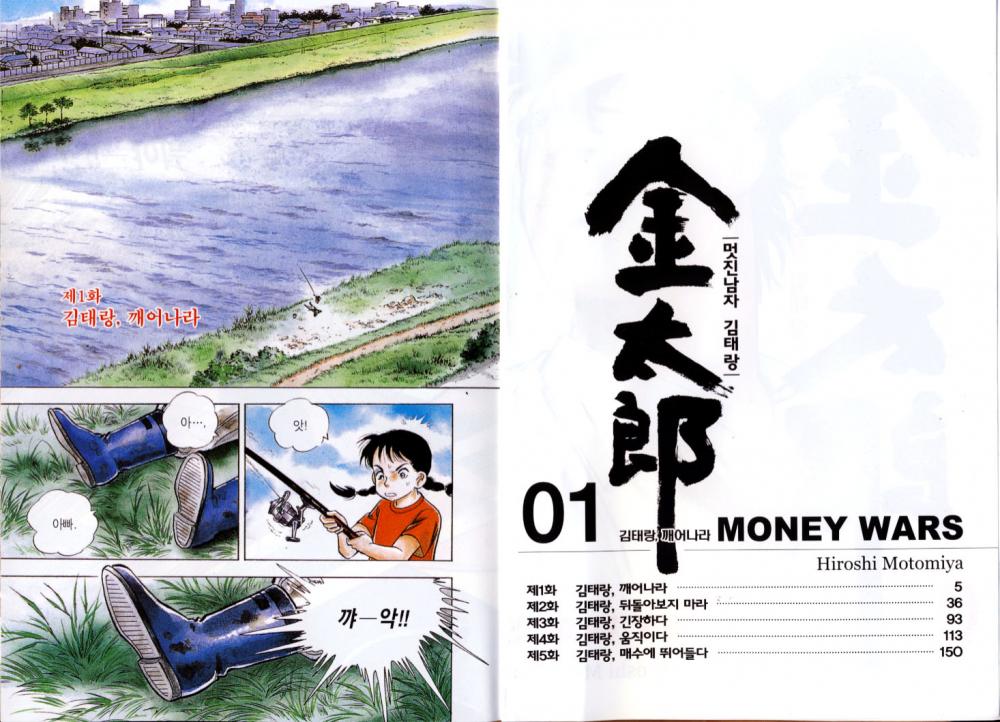 제1화
김태랑, 깨어나라
아…,
아빠.
앗!
꺄―악!!
金太郎
멋진남자 김태랑
01
김태랑, 깨어나라
MONEY WARS
Hiroshi Motomiya
제1화 김태랑, 깨어나라 5
제2화 김태랑, 뒤돌아보지 마라 36
제3화 김태랑, 긴장하다 93
제4화 김태랑, 움직이다 113
제5화 김태랑, 매수에 뛰어들다 150